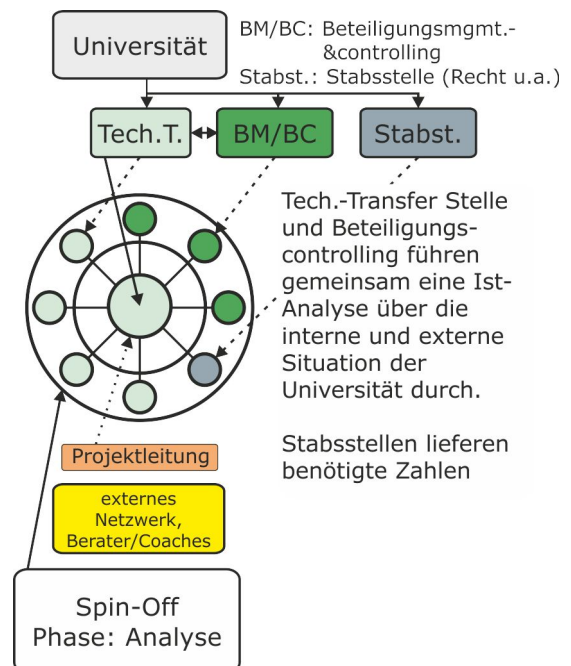 Universität
BM/BC: Beteiligungsmgmt.-
&controlling
Stabst.: Stabsstelle (Recht u.a.)
Tech.T.
BM/BC
Stabst.
Tech.-Transfer Stelle
und Beteiligungs-
controlling führen
gemeinsam eine Ist-
Analyse über die
interne und externe
Situation der
Universität durch.
Stabsstellen lieferen
benötigte Zahlen
Projektleitung
externes
Netzwerk,
Berater/Coaches
Spin-Off
Phase: Analyse